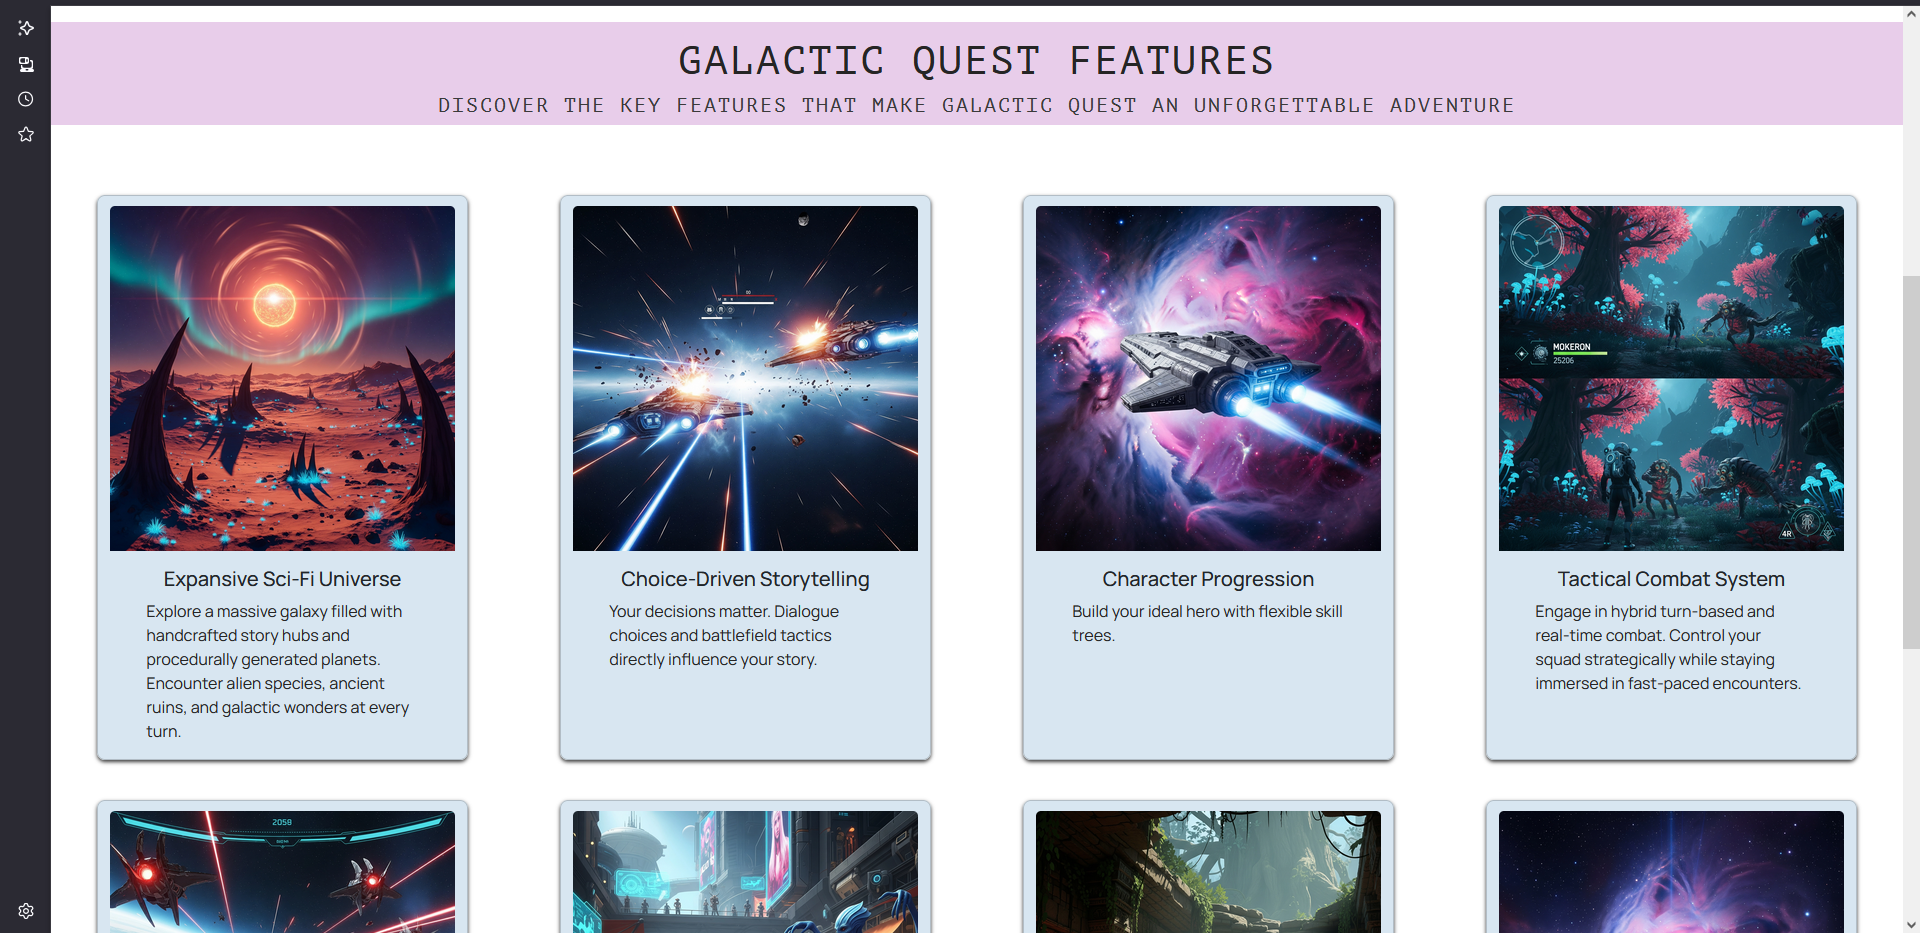 GALACTIC QUEST FEATURES
DISCOVER THE KEY FEATURES THAT MAKE GALACTIC QUEST AN UNFORGETTABLE ADVENTURE
MOKERON
25206
4R
Expansive Sci-Fi Universe
Explore a massive galaxy filled with
handcrafted story hubs and
procedurally generated planets.
Encounter alien species, ancient
ruins, and galactic wonders at every
turn.
Choice-Driven Storytelling
Your decisions matter. Dialogue
choices and battlefield tactics
directly influence your story.
Character Progression
Build your ideal hero with flexible skill
trees.
Tactical Combat System
Engage in hybrid turn-based and
real-time combat. Control your
squad strategically while staying
immersed in fast-paced encounters.
2058